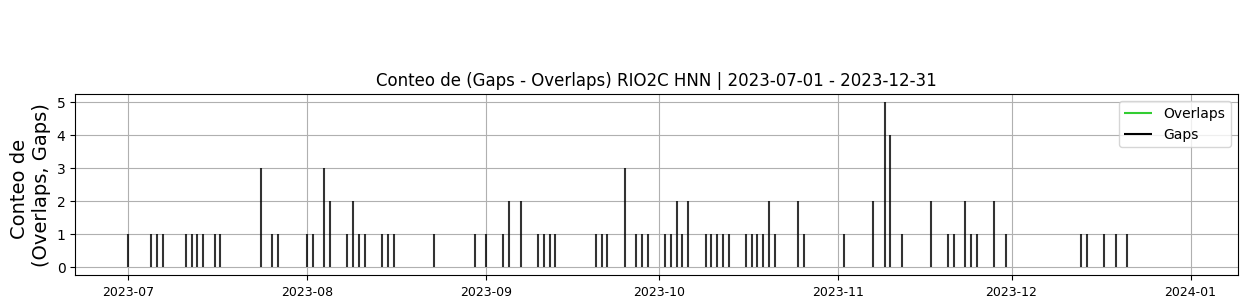 Conteo de (Gaps - Overlaps) RIO2C HNN | 2023-07-01 - 2023-12-31
Conteo de
(Overlaps, Gaps)
5
4
3
2
1
0
Overlaps
Gaps
2023-07
2023-08
2023-09
2023-10
2023-11
2023-12
2024-01